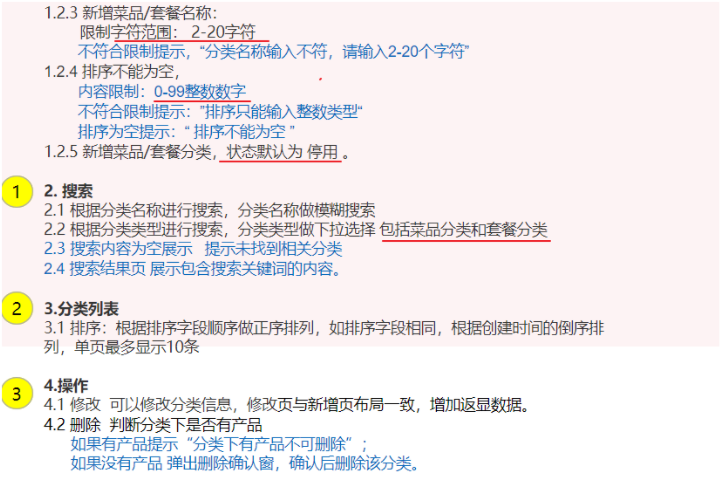 1.2.3 新增菜品/套餐名称：
限制字符范围： 2-20字符
不符合限制提示，“分类名称输入不符，请输入2-20个字符”
1.2.4 排序不能为空，
内容限制：0-99整数数字
不符合限制提示：”排序只能输入整数类型“
排序为空提示：“ 排序不能为空 ”
1.2.5 新增菜品/套餐分类，状态默认为 停用 。
1
2. 搜索
2.1 根据分类名称进行搜索，分类名称做模糊搜索
2.2 根据分类类型进行搜索，分类类型做下拉选择 包括菜品分类和套餐分类
2.3 搜索内容为空展示 提示未找到相关分类
2.4 搜索结果页 展示包含搜索关键词的内容。
2
3.分类列表
3.1 排序：根据排序字段顺序做正序排列，如排序字段相同，根据创建时间的倒序排
列，单页最多显示10条
3
4.操作
4.1 修改 可以修改分类信息，修改页与新增页布局一致，增加返显数据。
4.2 删除 判断分类下是否有产品
如果有产品提示“分类下有产品不可删除”；
如果没有产品 弹出删除确认窗，确认后删除该分类。